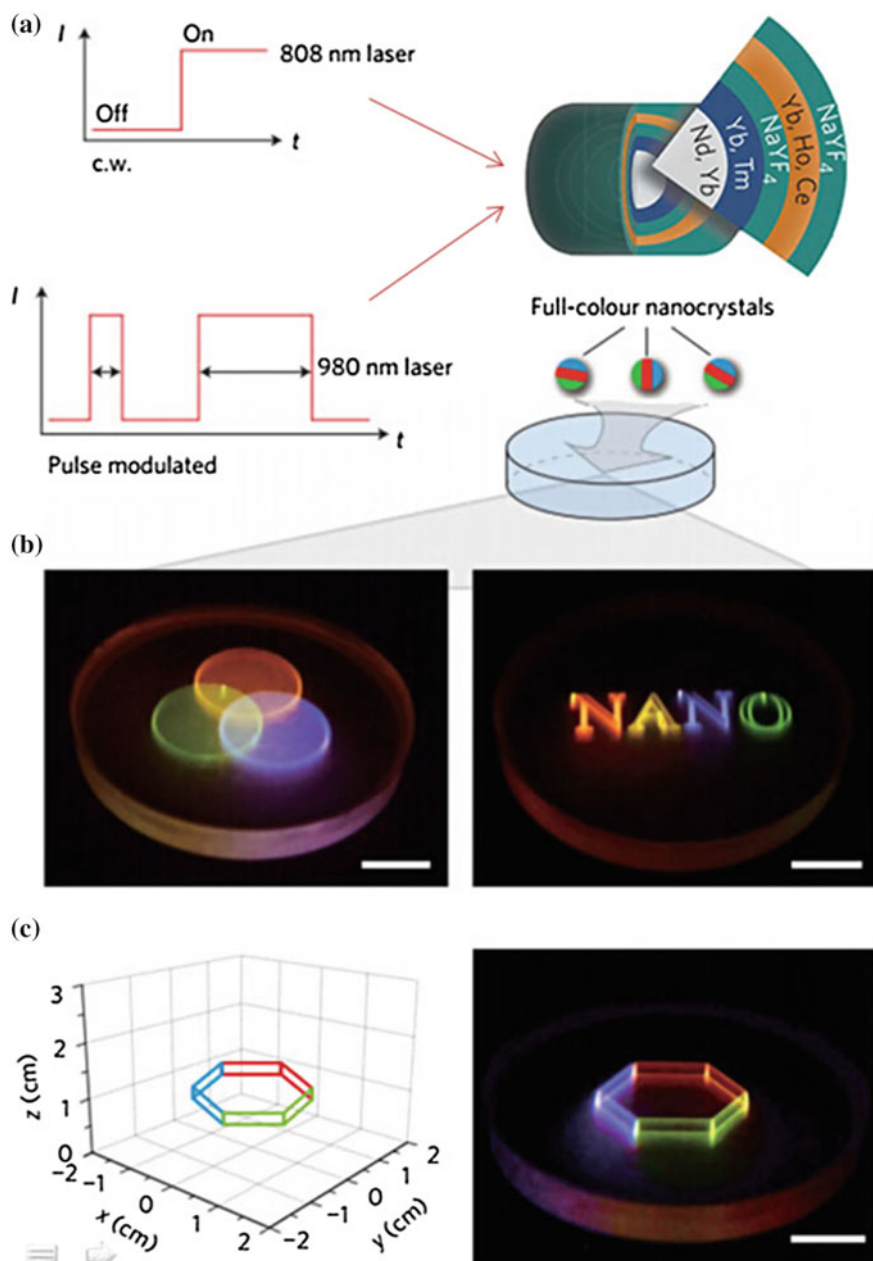 (a)
I
On
808 nm laser
Off
t
c.w.
Nd, Yb
Yb, Tm
NaYF4
Yb, Ho, Ce
NaYF4
I
980 nm laser
t
Pulse modulated
Full-colour nanocrystals
(b)
NANO
(c)
3
2
1
0
z (cm)
−2
−1
0
1
2
x (cm)
−2
−1
0
1
2
y (cm)